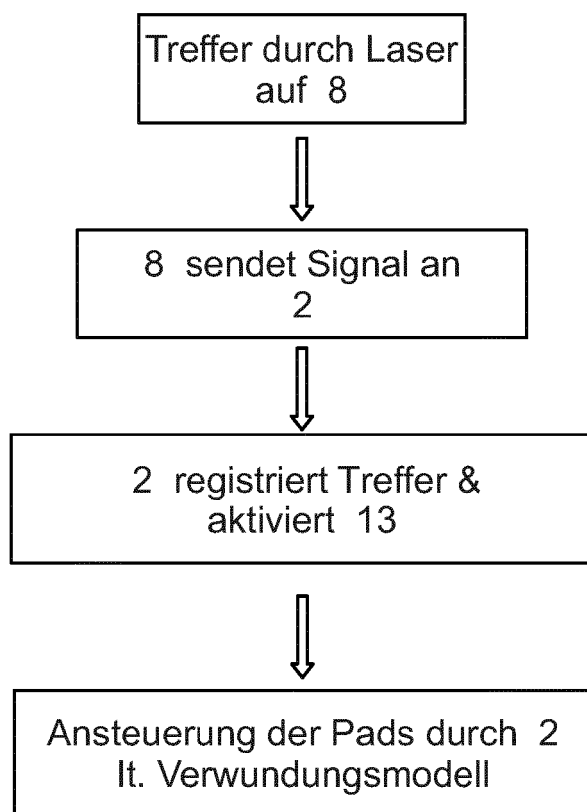 Treffer durch Laser
auf 8
8 sendet Signal an
2
2 registriert Treffer &
aktiviert 13
Ansteuerung der Pads durch 2
lt. Verwundungsmodell